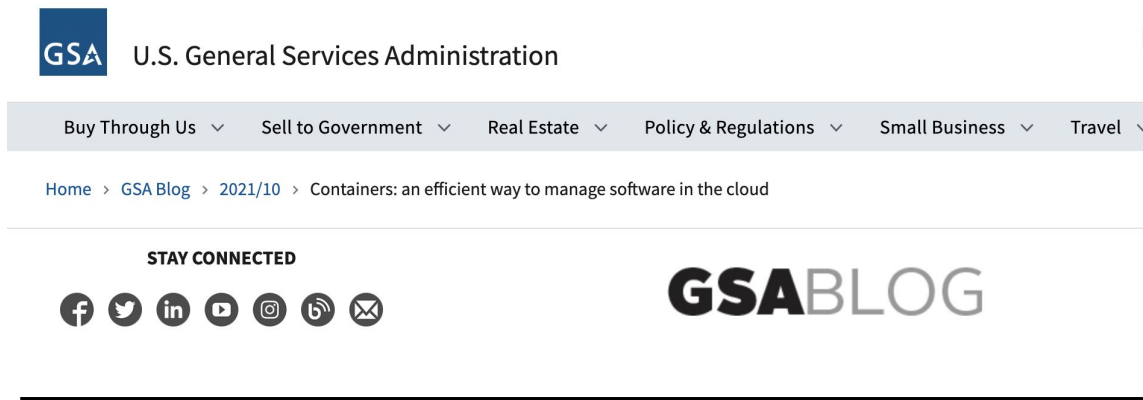 GSA U.S. General Services Administration
Buy Through Us Sell to Government Real Estate Policy & Regulations Small Business Travel
Home > GSA Blog > 2021/10 > Containers: an efficient way to manage software in the cloud
STAY CONNECTED
GSABLOG